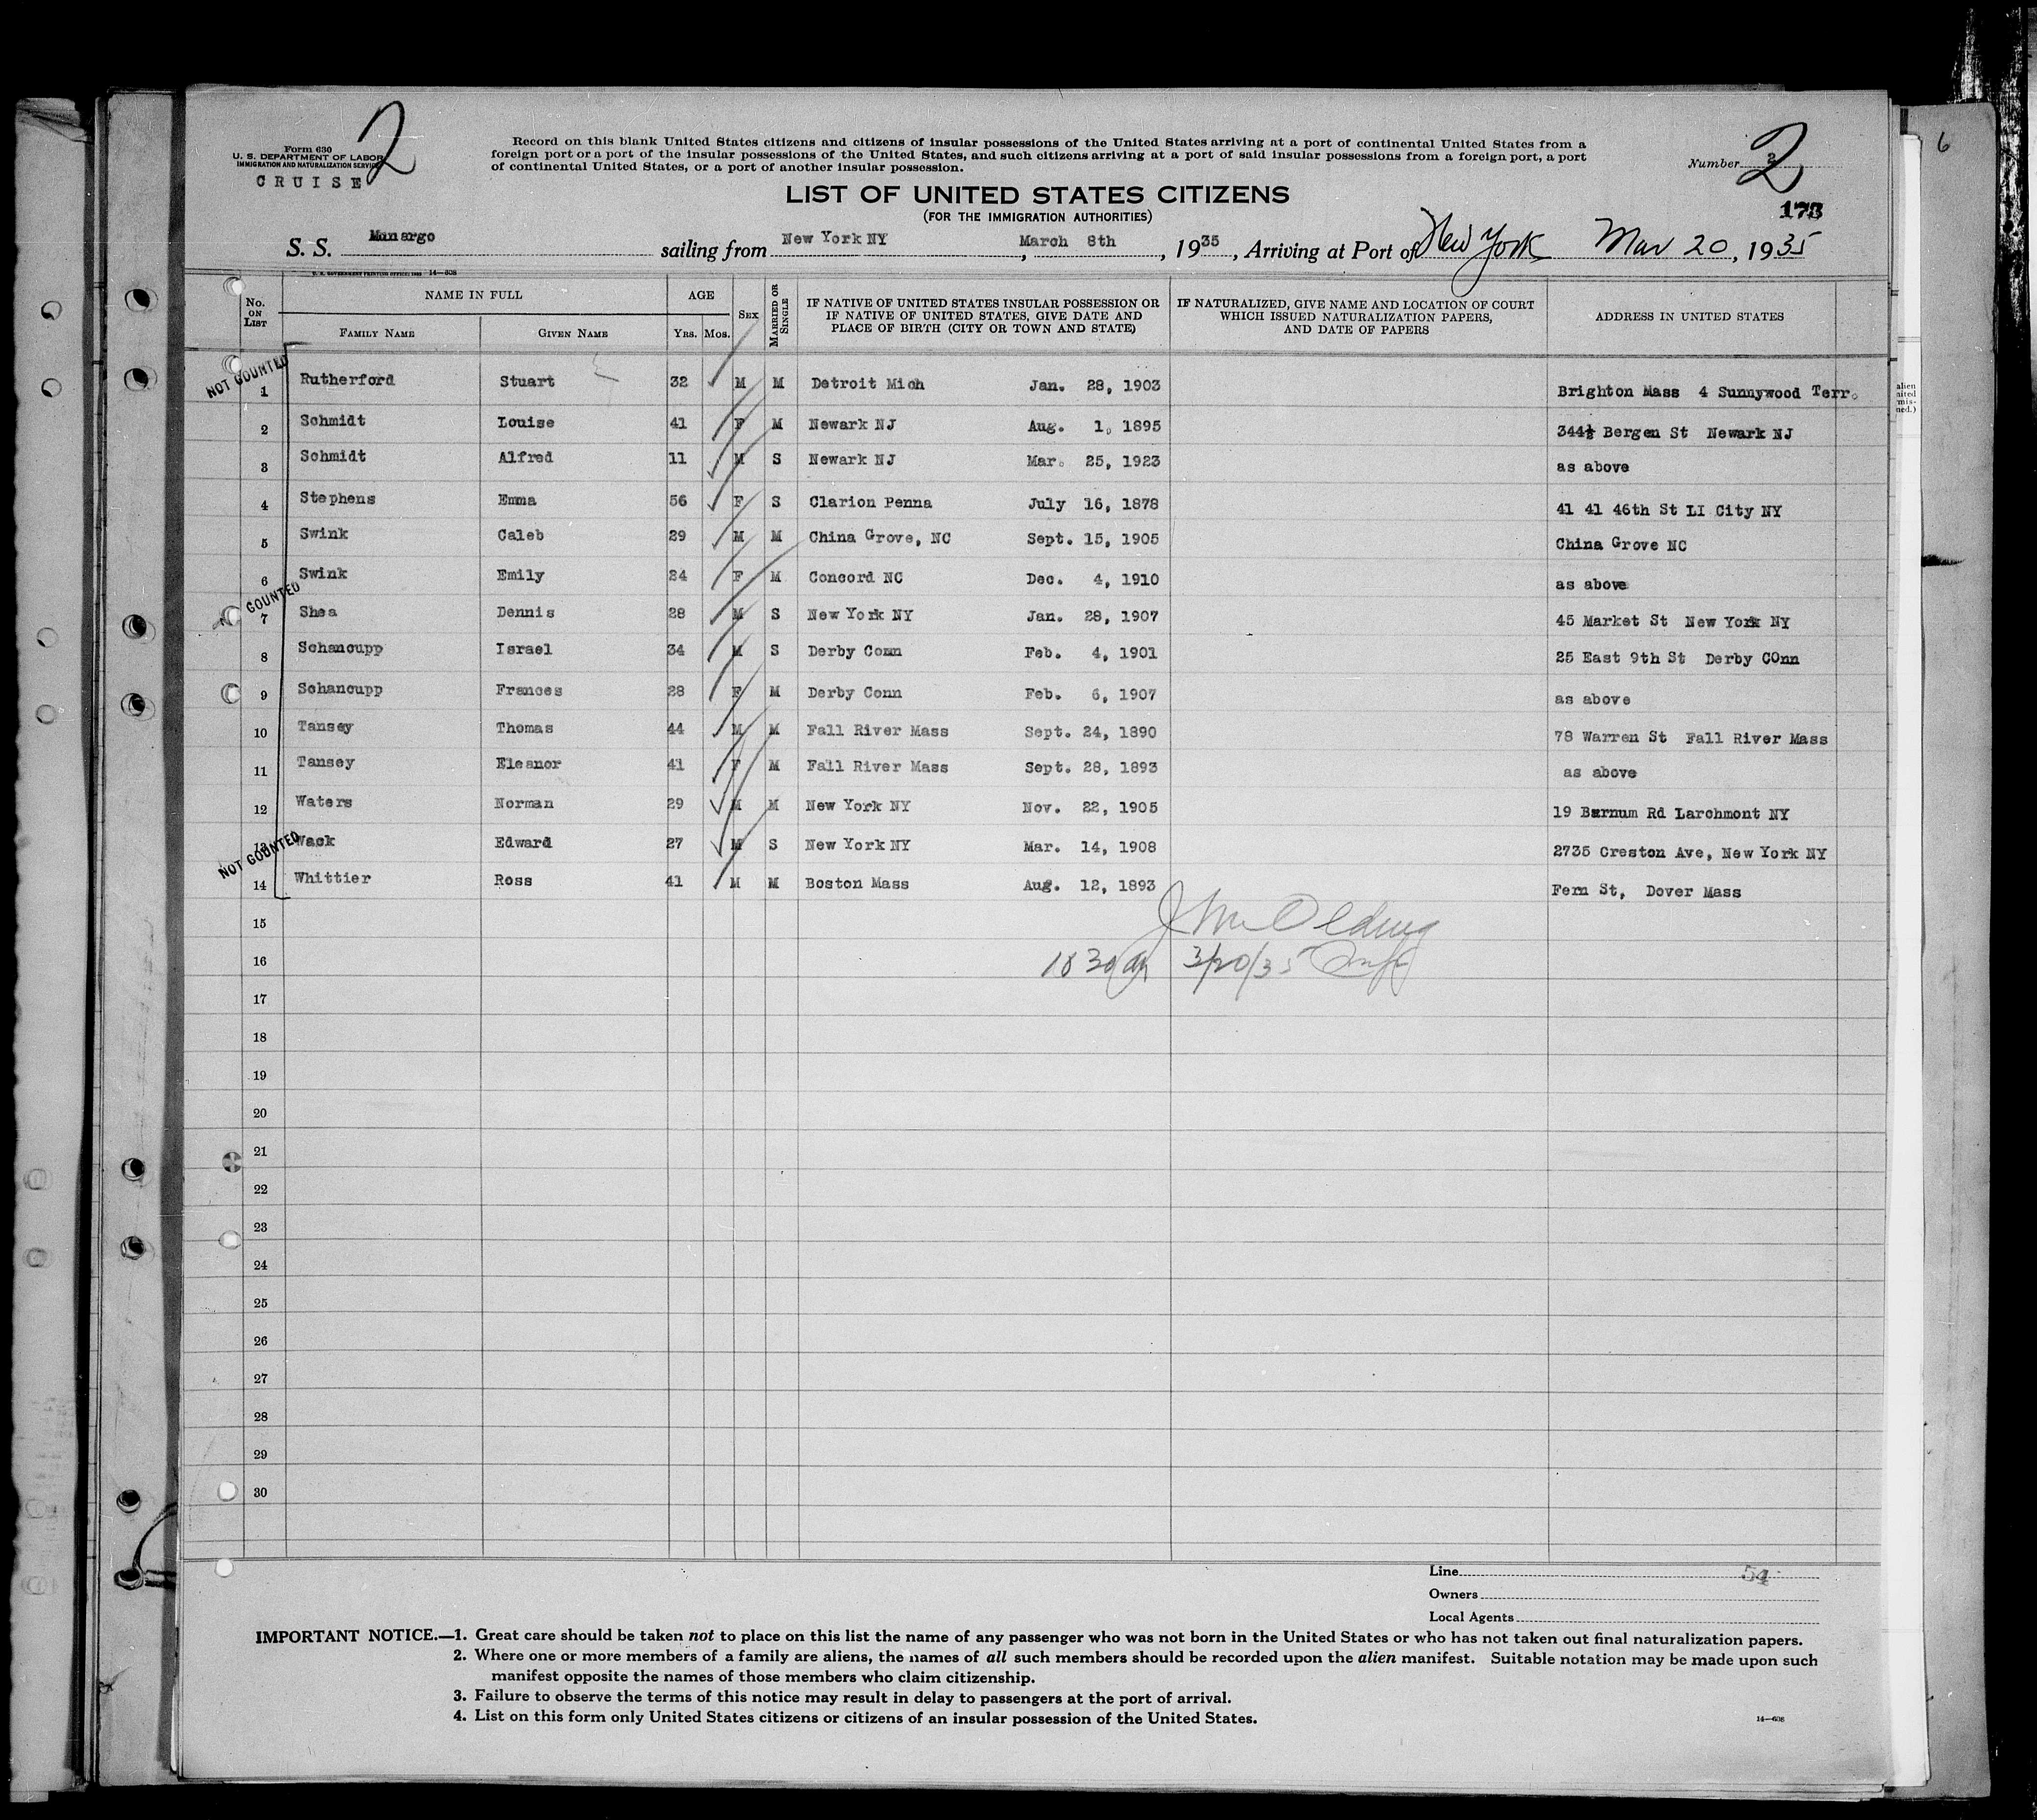 Form 630
U. S. DEPARTMENT OF LABOR
IMMIGRATION AND NATURALIZATION SERVICE
CRUISE
2
Record on this blank United States citizens and citizens of insular possessions of the United States arriving at a port of continental United States from a
foreign port or a port of the insular possessions of the United States, and such citizens arriving at a port of said insular possessions from a foreign port, a port
of continental United States, or a port of another insular possession.
Number 2
2
173
6
LIST OF UNITED STATES CITIZENS
(FOR THE IMMIGRATION AUTHORITIES)
S. S. Munargo sailing from New York NY, March 8th, 1935, Arriving at Port of New York Mar 20, 1935
U. S. GOVERNMENT PRINTING OFFICE: 14—608
No. ON LIST
NAME IN FULL
FAMILY NAME
GIVEN NAME
AGE
YRS. MOS.
SEX
MARRIED OR SINGLE
IF NATIVE OF UNITED STATES INSULAR POSSESSION OR
IF NATIVE OF UNITED STATES, GIVE DATE AND
PLACE OF BIRTH (CITY OR TOWN AND STATE)
IF NATURALIZED, GIVE NAME AND LOCATION OF COURT
WHICH ISSUED NATURALIZATION PAPERS,
AND DATE OF PAPERS
ADDRESS IN UNITED STATES
NOT COUNTED
1 Rutherford Stuart 32 M M Detroit Mich Jan. 28, 1903 Brighton Mass 4 Sunnywood Terr.
2 Schmidt Louise 41 F M Newark NJ Aug. 1, 1895 344½ Bergen St Newark NJ
3 Schmidt Alfred 11 M S Newark NJ Mar. 25, 1923 as above
4 Stephens Emma 56 F S Clarion Penna July 16, 1878 41 41 46th St LI City NY
5 Swink Caleb 29 M M China Grove, NC Sept. 15, 1905 China Grove NC
6 Swink Emily 24 F M Concord NC Dec. 4, 1910 as above
COUNTED
7 Shea Dennis 28 M S New York NY Jan. 28, 1907 45 Market St New York NY
8 Schancupp Israel 34 M S Derby Conn Feb. 4, 1901 25 East 9th St Derby COnn
9 Schancupp Frances 28 F M Derby Conn Feb. 6, 1907 as above
10 Tansey Thomas 44 M M Fall River Mass Sept. 24, 1890 78 Warren St Fall River Mass
11 Tansey Eleanor 41 F M Fall River Mass Sept. 28, 1893 as above
12 Waters Norman 29 M M New York NY Nov. 22, 1905 19 Barnum Rd Larchmont NY
NOT COUNTED
13 Wack Edward 27 M S New York NY Mar. 14, 1908 2735 Creston Ave, New York NY
14 Whittier Ross 41 M M Boston Mass Aug. 12, 1893 Fern St, Dover Mass
15
16 3/20/35
17
18
19
20
21
22
23
24
25
26
27
28
29
30
Line 54
Owners
Local Agents
IMPORTANT NOTICE.—1. Great care should be taken not to place on this list the name of any passenger who was not born in the United States or who has not taken out final naturalization papers.
2. Where one or more members of a family are aliens, the names of all such members should be recorded upon the alien manifest. Suitable notation may be made upon such
manifest opposite the names of those members who claim citizenship.
3. Failure to observe the terms of this notice may result in delay to passengers at the port of arrival.
4. List on this form only United States citizens or citizens of an insular possession of the United States.
14—608